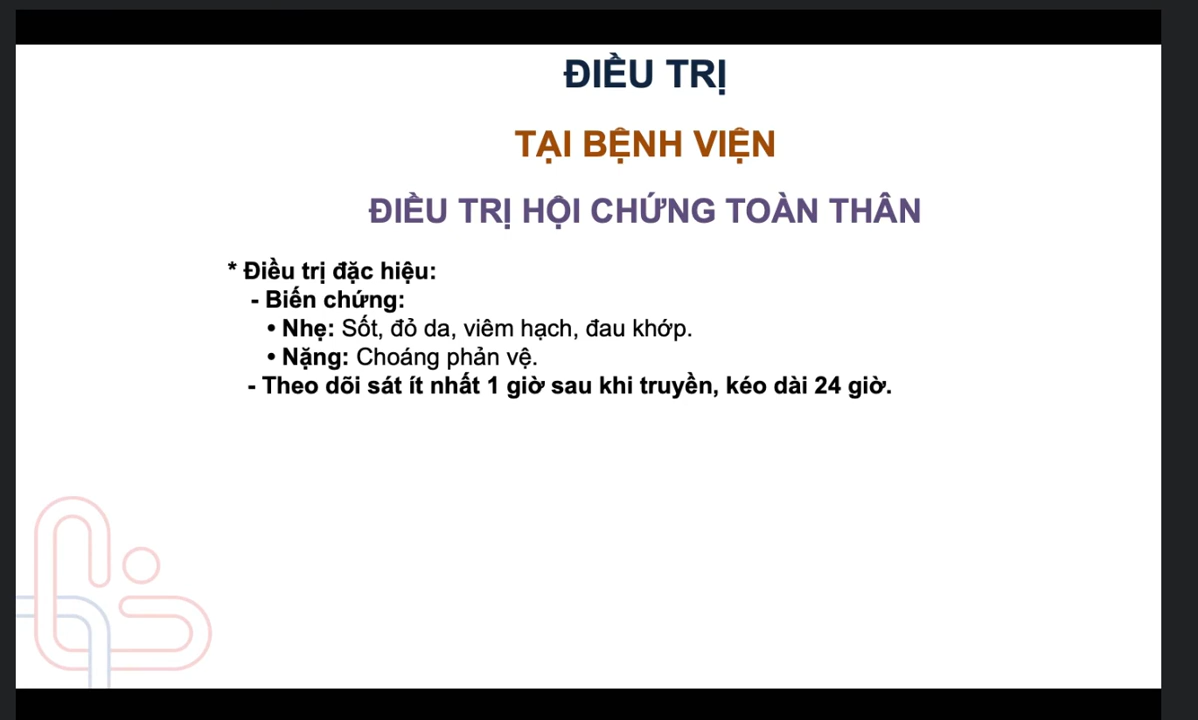 ĐIỀU TRỊ
TẠI BỆNH VIỆN
ĐIỀU TRỊ HỘI CHỨNG TOÀN THÂN
* Điều trị đặc hiệu:
- Biến chứng:
• Nhẹ: Sốt, đỏ da, viêm hạch, đau khớp.
• Nặng: Choáng phản vệ.
- Theo dõi sát ít nhất 1 giờ sau khi truyền, kéo dài 24 giờ.